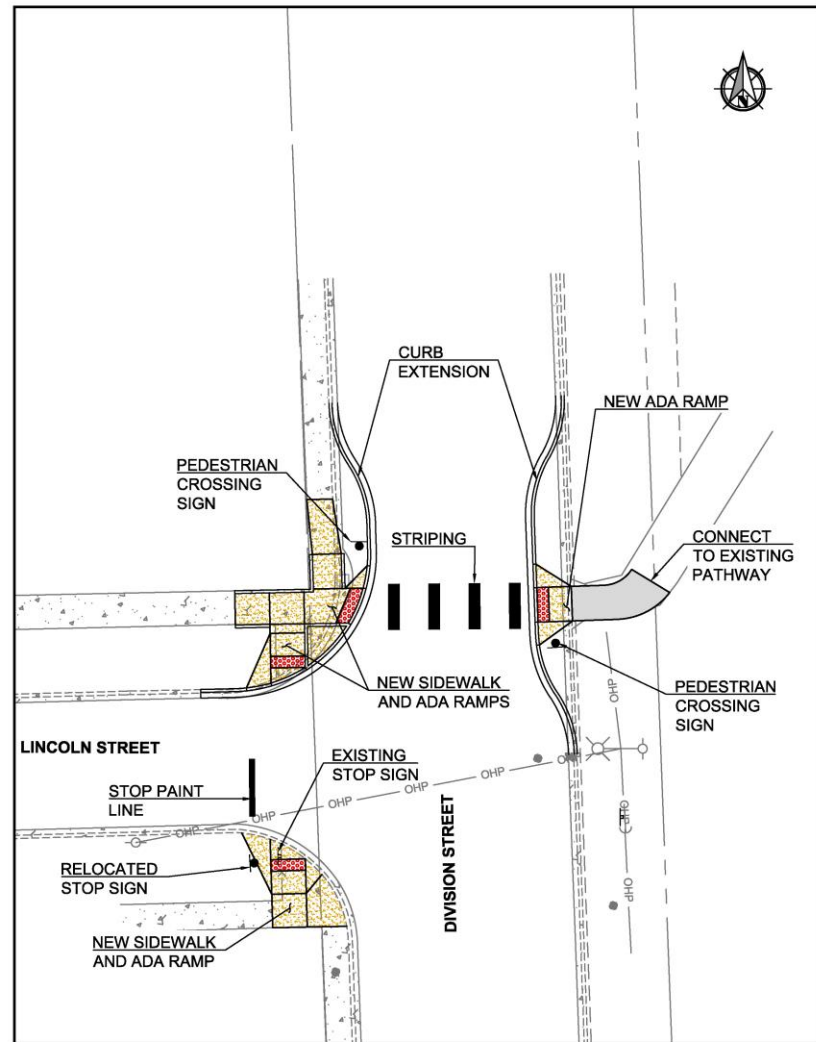 N
CURB
EXTENSION
NEW ADA RAMP
PEDESTRIAN
CROSSING
SIGN
STRIPING
CONNECT
TO EXISTING
PATHWAY
NEW SIDEWALK
AND ADA RAMPS
PEDESTRIAN
CROSSING
SIGN
OHP
LINCOLN STREET
EXISTING
STOP SIGN
STOP PAINT
LINE
OHP
OHP
OHP
OHP
OHP
OHP
OHP
DIVISION STREET
RELOCATED
STOP SIGN
NEW SIDEWALK
AND ADA RAMP